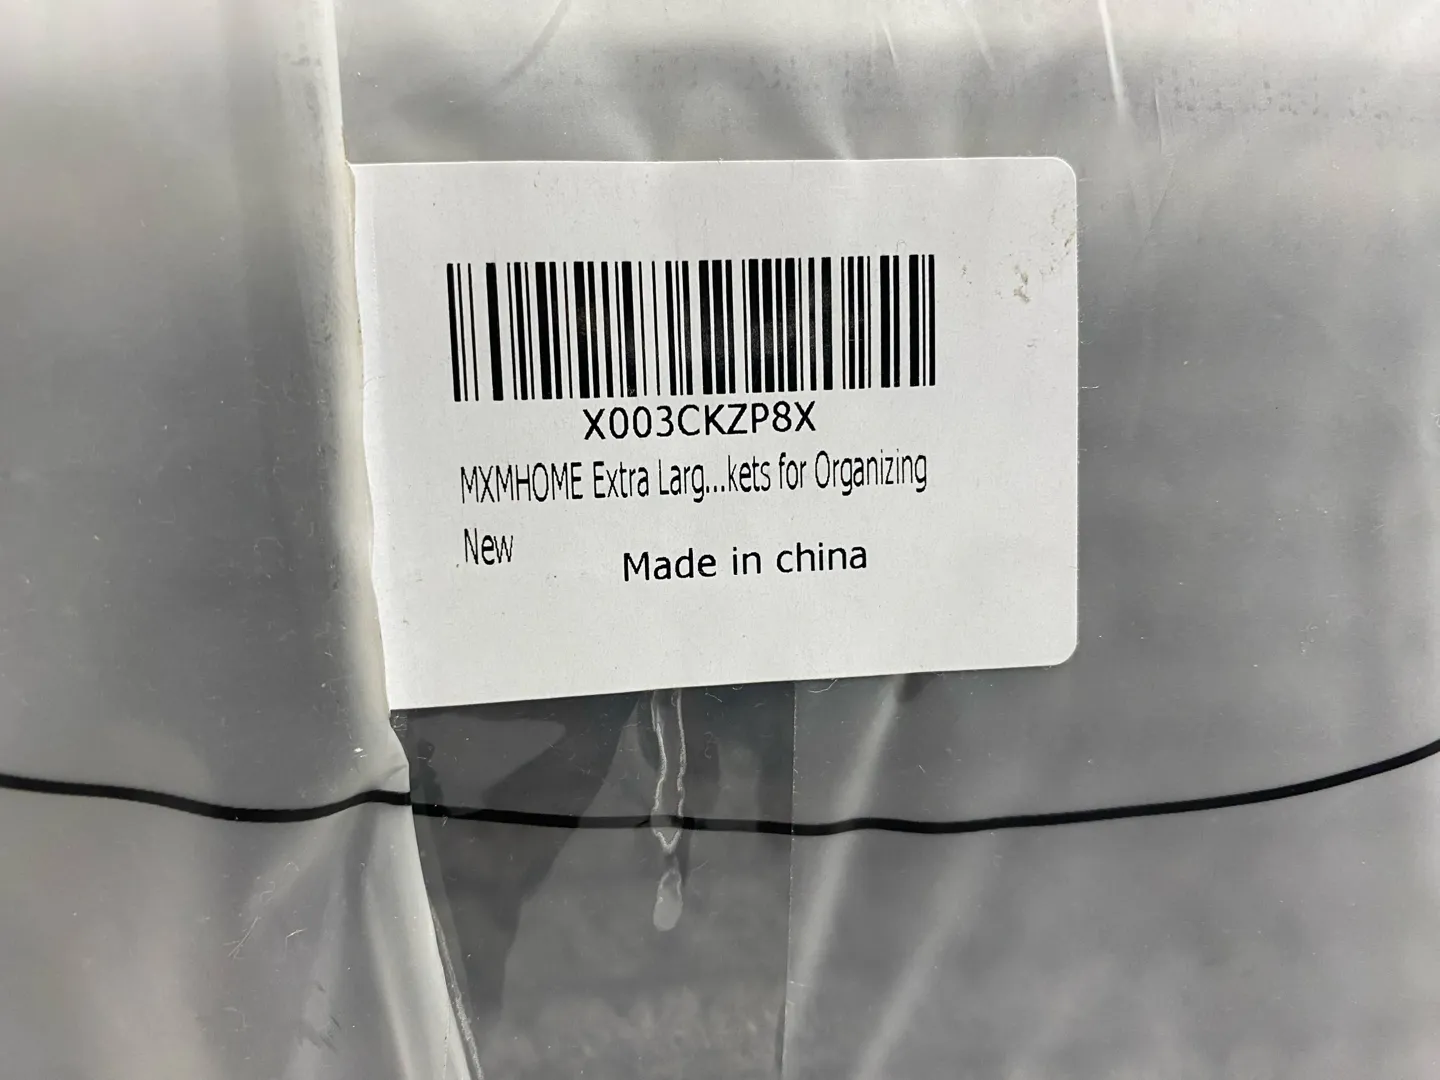 X003CKZP8X
MXMHOME Extra Larg...kets for Organizing
New
Made in china